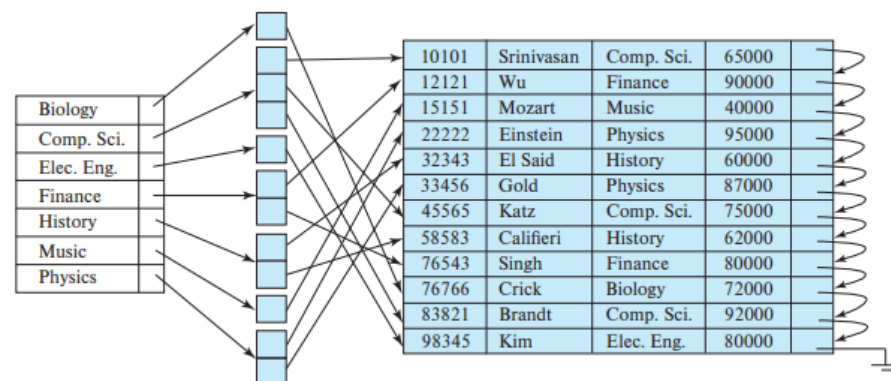 Biology
Comp. Sci.
Elec. Eng.
Finance
History
Music
Physics
10101 Srinivasan Comp. Sci. 65000
12121 Wu Finance 90000
15151 Mozart Music 40000
22222 Einstein Physics 95000
32343 El Said History 60000
33456 Gold Physics 87000
45565 Katz Comp. Sci. 75000
58583 Califieri History 62000
76543 Singh Finance 80000
76766 Crick Biology 72000
83821 Brandt Comp. Sci. 92000
98345 Kim Elec. Eng. 80000